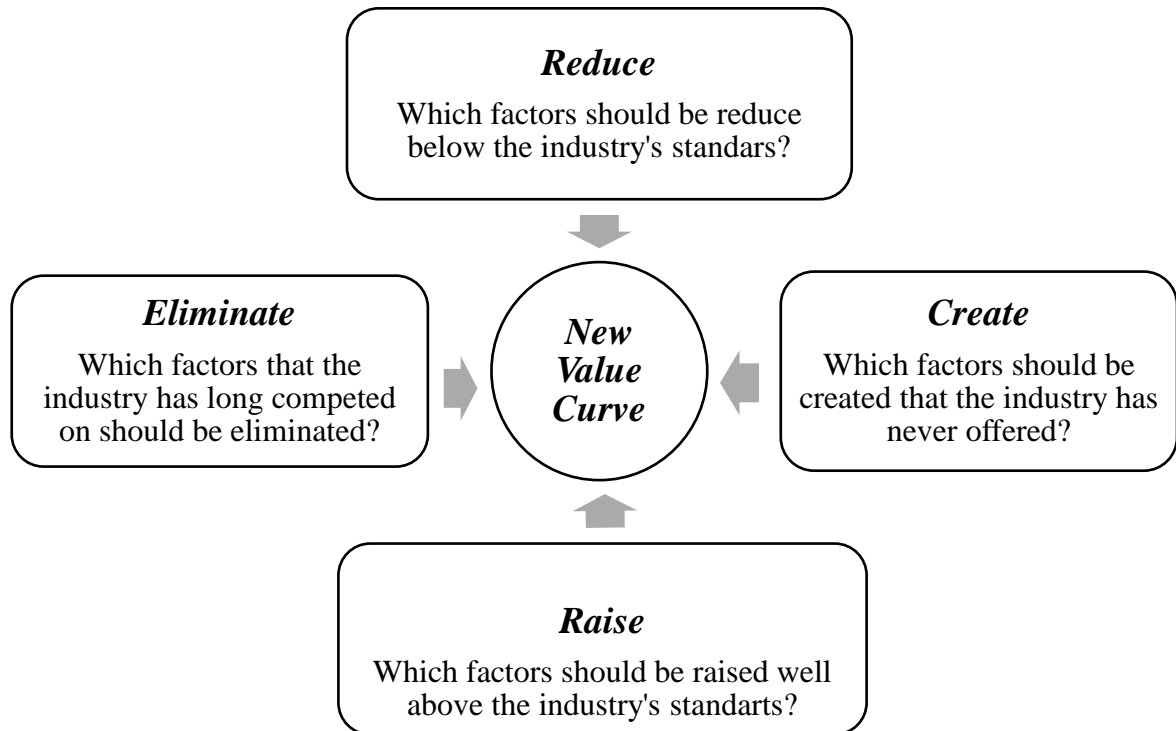 Reduce
Which factors should be reduce
below the industry's standars?
Eliminate
Which factors that the
industry has long competed
on should be eliminated?
New
Value
Curve
Create
Which factors should be
created that the industry has
never offered?
Raise
Which factors should be raised well
above the industry's standarts?